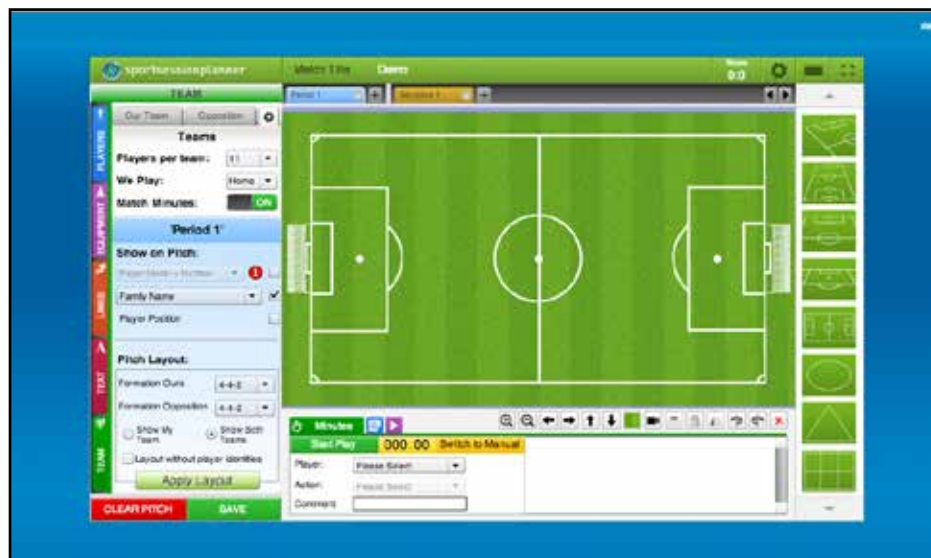 sportsessionplanner
Match Title
Demo
0:0
TEAM
Period 1
Our Team
Opposition
Teams
Players per team: 11
We Play: Home
Match Minutes: ON
'Period 1'
Show on Pitch:
1
Family Name
Player Position
Pitch Layout:
Formation Ours 4-4-2
Formation Opposition 4-4-2
Show My Team
Show Both Teams
Layout without player identities
Apply Layout
CLEAR PITCH
SAVE
PLAYERS
EQUIPMENT
LINES
TEXT
TEAM
Minutes
Start Play
000:00
Switch to Manual
Player: Please Select
Action: Please Select
Comment: